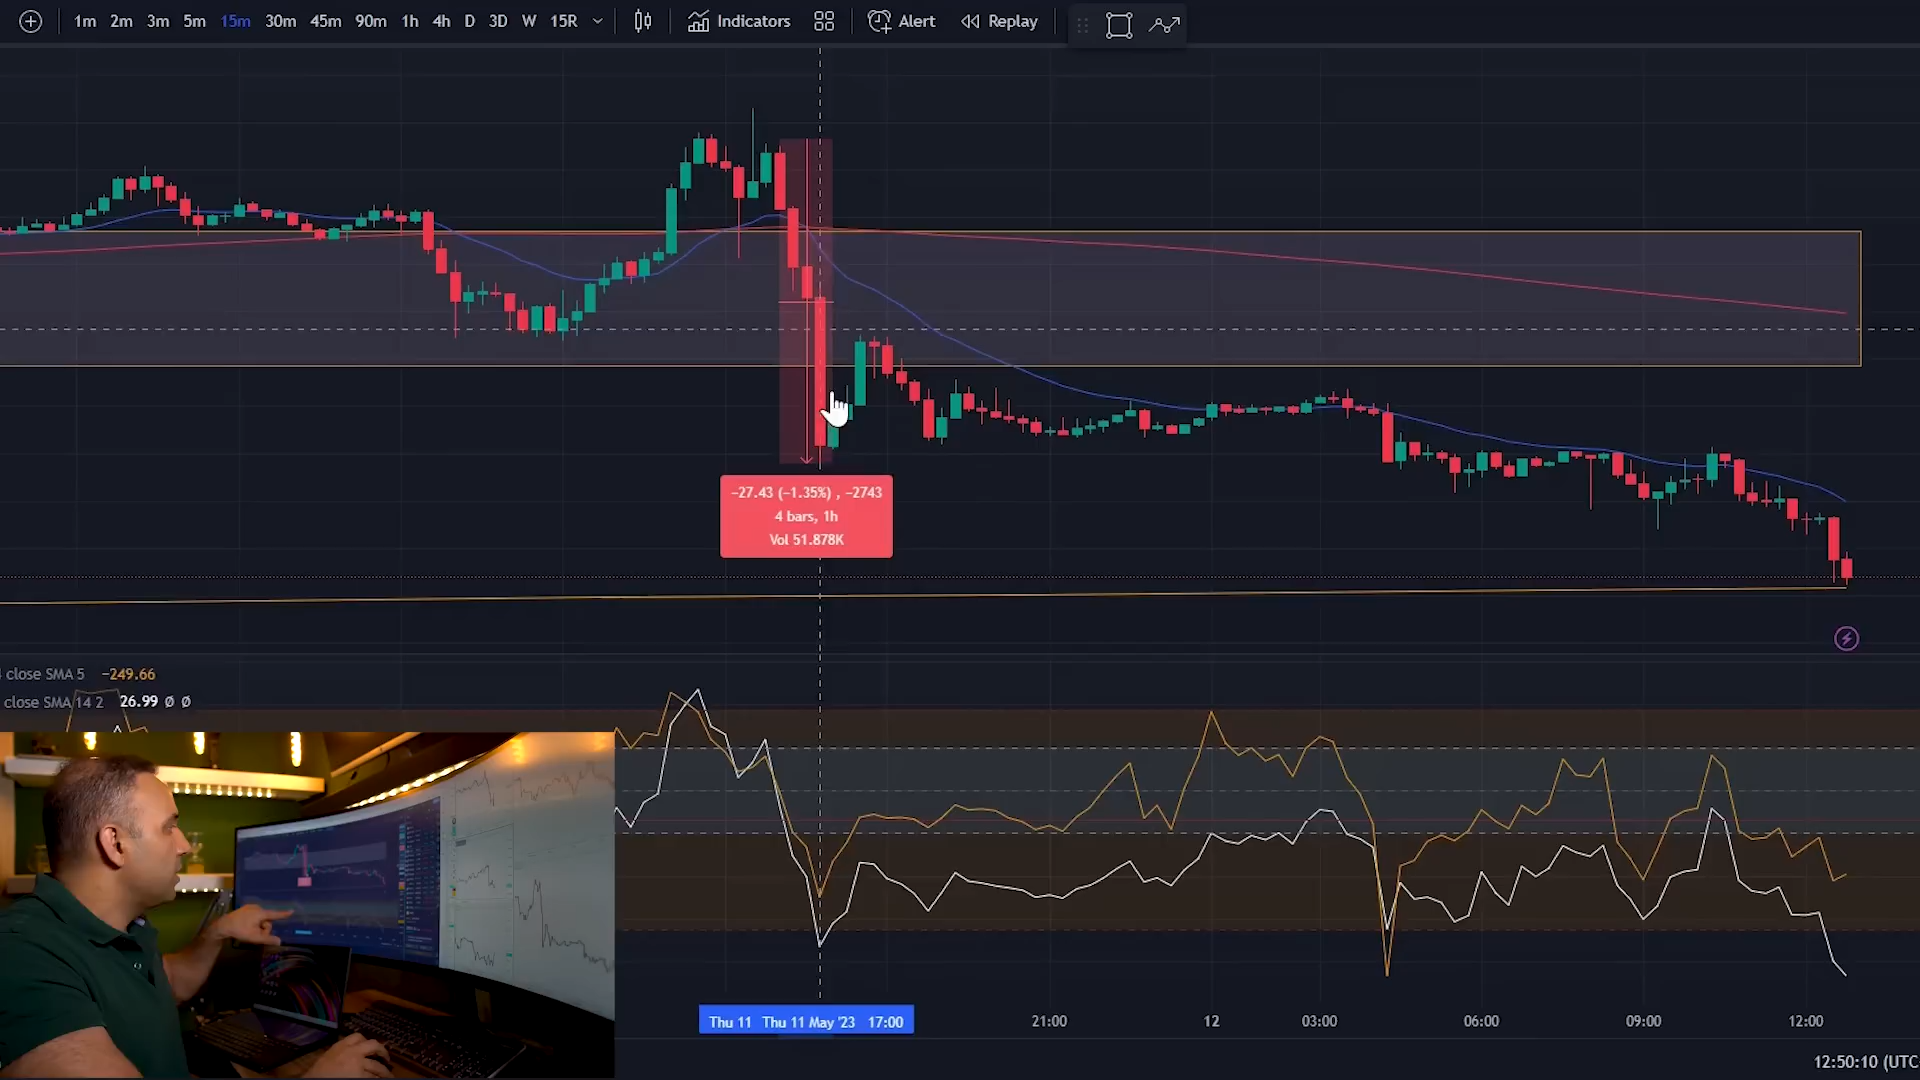 1m 2m 3m 5m 15m 30m 45m 90m 1h 4h D 3D W 15R Indicators Alert Replay
−27.43 (−1.35%) , −2743
4 bars, 1h
Vol 51.878K
close SMA 5 −249.66
close SMA 14 2 26.99 Ø Ø
Thu 11 Thu 11 May '23 17:00 21:00 12 03:00 06:00 09:00 12:00
12:50:10 (UTC